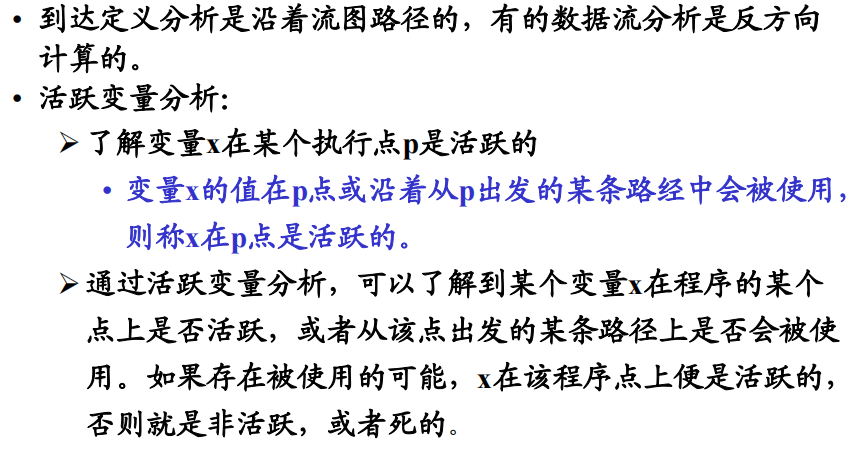 • 到达定义分析是沿着流图路径的，有的数据流分析是反方向
计算的。
• 活跃变量分析：
➢ 了解变量x在某个执行点p是活跃的
• 变量x的值在p点或沿着从p出发的某条路经中会被使用，
则称x在p点是活跃的。
➢ 通过活跃变量分析，可以了解到某个变量x在程序的某个
点上是否活跃，或者从该点出发的某条路径上是否会被使
用。如果存在被使用的可能，x在该程序点上便是活跃的，
否则就是非活跃，或者死的。